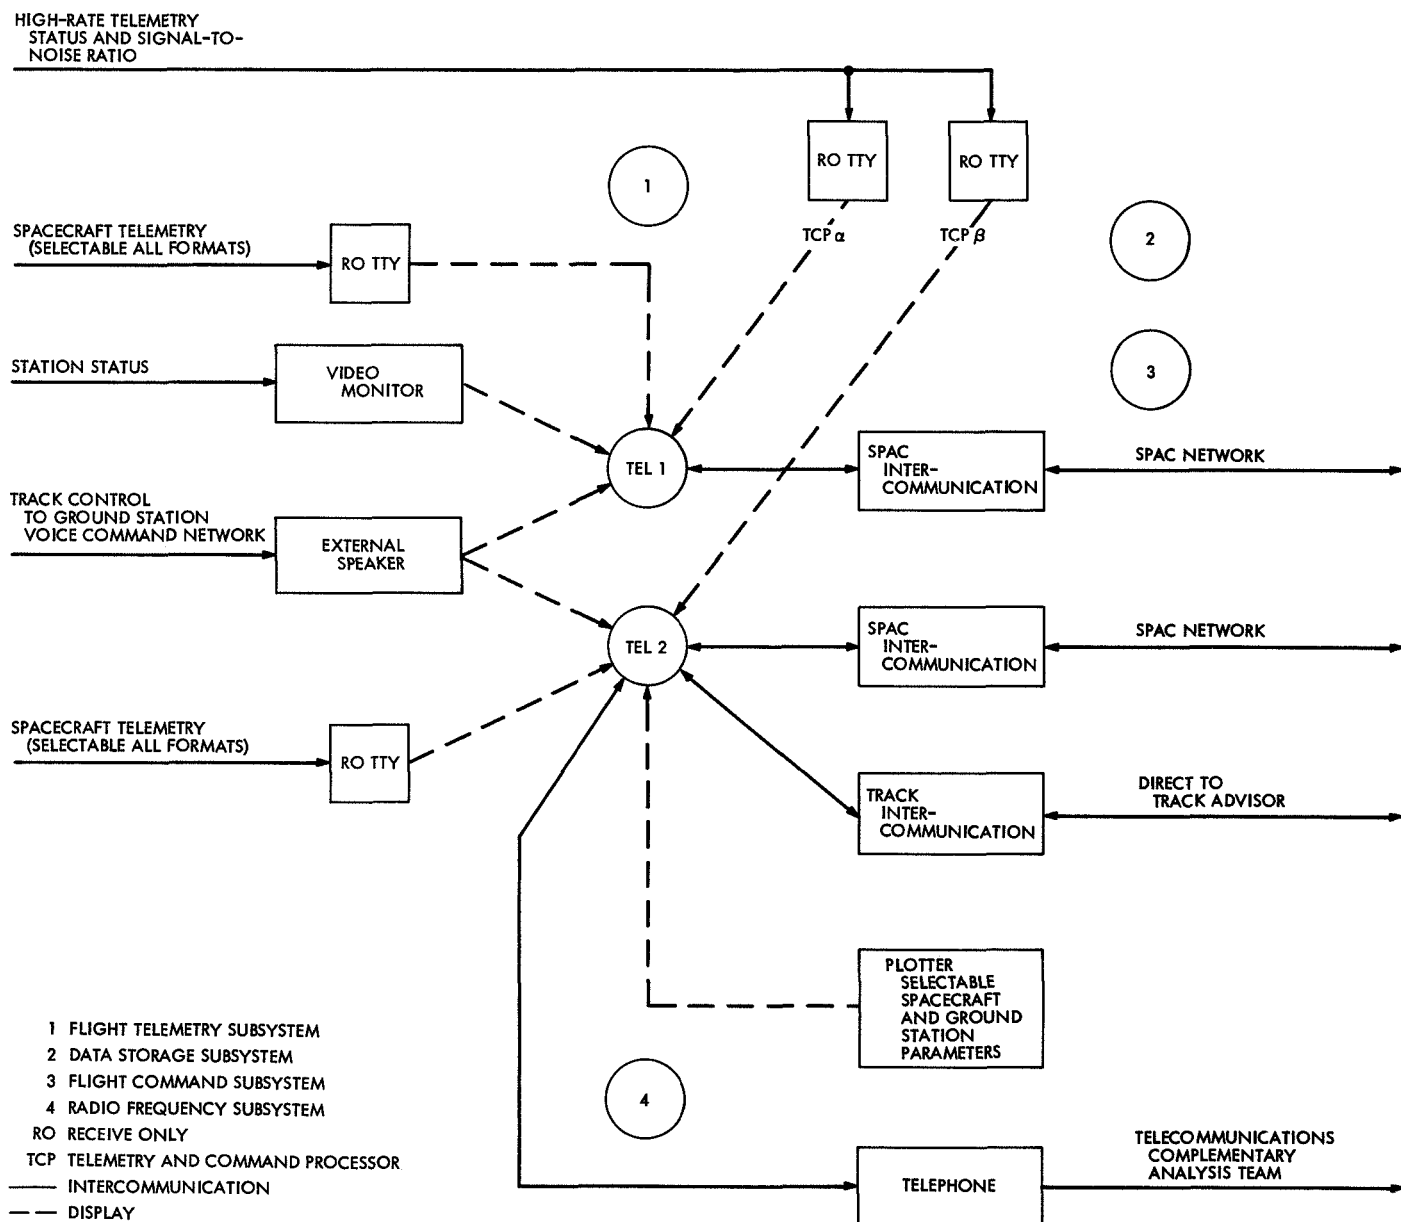 HIGH-RATE TELEMETRY
STATUS AND SIGNAL-TO-
NOISE RATIO
RO TTY
RO TTY
1
TCP α
TCP β
2
SPACECRAFT TELEMETRY
(SELECTABLE ALL FORMATS)
RO TTY
3
STATION STATUS
VIDEO
MONITOR
TEL 1
SPAC
INTER-
COMMUNICATION
SPAC NETWORK
TRACK CONTROL
TO GROUND STATION
VOICE COMMAND NETWORK
EXTERNAL
SPEAKER
TEL 2
SPAC
INTER-
COMMUNICATION
SPAC NETWORK
SPACECRAFT TELEMETRY
(SELECTABLE ALL FORMATS)
RO TTY
TRACK
INTER-
COMMUNICATION
DIRECT TO
TRACK ADVISOR
PLOTTER
SELECTABLE
SPACECRAFT
AND GROUND
STATION
PARAMETERS
4
TELEPHONE
TELECOMMUNICATIONS
COMPLEMENTARY
ANALYSIS TEAM
1 FLIGHT TELEMETRY SUBSYSTEM
2 DATA STORAGE SUBSYSTEM
3 FLIGHT COMMAND SUBSYSTEM
4 RADIO FREQUENCY SUBSYSTEM
RO RECEIVE ONLY
TCP TELEMETRY AND COMMAND PROCESSOR
INTERCOMMUNICATION
DISPLAY